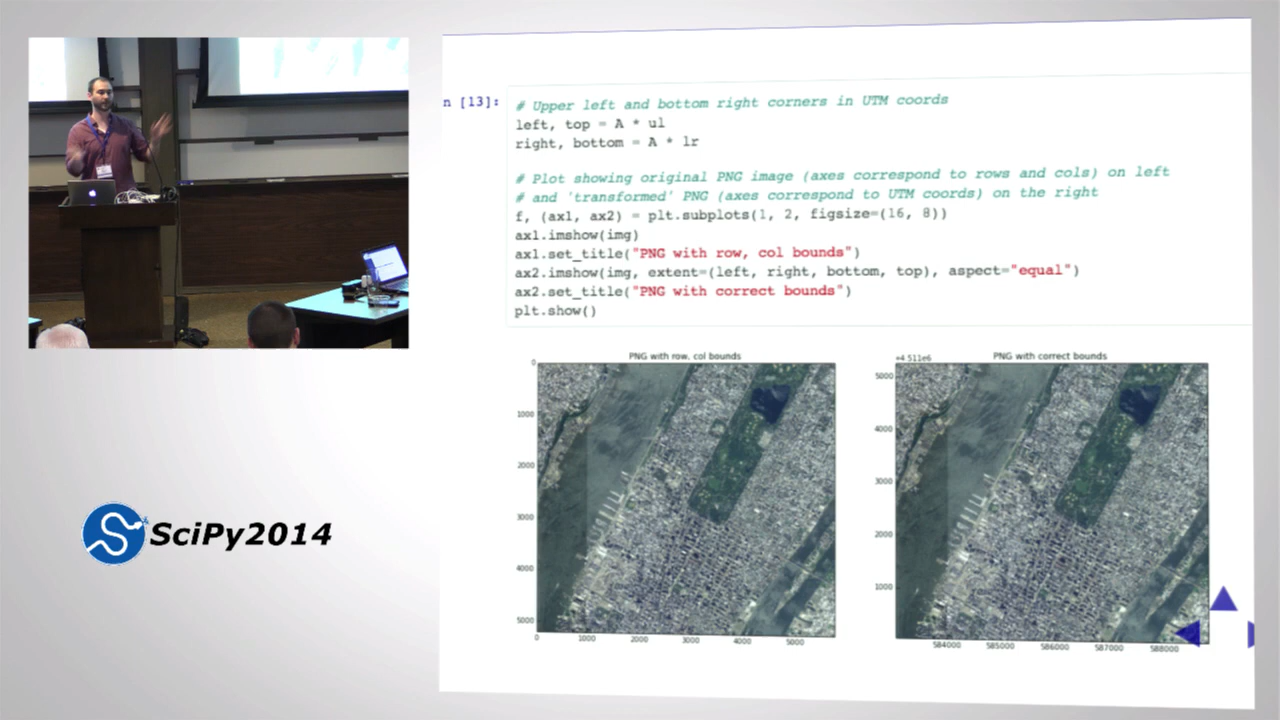 n [13]:
# Upper left and bottom right corners in UTM coords
left, top = A * ul
right, bottom = A * lr
# Plot showing original PNG image (axes correspond to rows and cols) on left
# and 'transformed' PNG (axes correspond to UTM coords) on the right
f, (ax1, ax2) = plt.subplots(1, 2, figsize=(16, 8))
ax1.imshow(img)
ax1.set_title("PNG with row, col bounds")
ax2.imshow(img, extent=(left, right, bottom, top), aspect="equal")
ax2.set_title("PNG with correct bounds")
plt.show()
PNG with row, col bounds
0
1000
2000
3000
4000
5000
0 1000 2000 3000 4000 5000
+4.511e6 PNG with correct bounds
5000
4000
3000
2000
1000
584000 585000 586000 587000 588000
SciPy2014